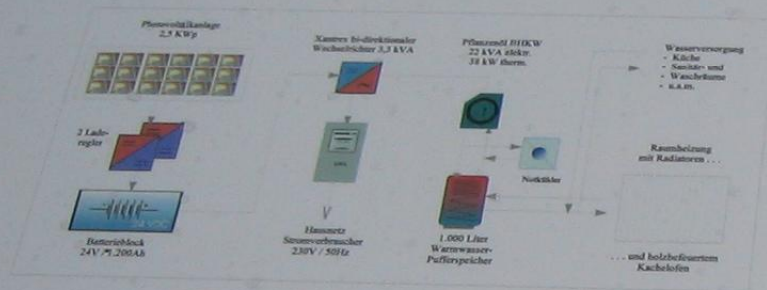 Photovoltaikanlage
2,5 KWp
2 Lade-
regler
24 VDC
Batterieblock
24V /*1.200Ah
Xantrex bi-direktionaler
Wechselrichter 3,3 kVA
Hausnetz
Stromverbraucher
230V / 50Hz
Pflanzenöl BHKW
22 kVA elektr.
38 kW therm.
Notkühler
1.000 Liter
Warmwasser-
Pufferspeicher
Wasserversorgung
- Küche
- Sanitär- und
- Waschräume
- u.a.m.
Raumheizung
mit Radiatoren . . .
. . . und holzbefeuertem
Kachelofen